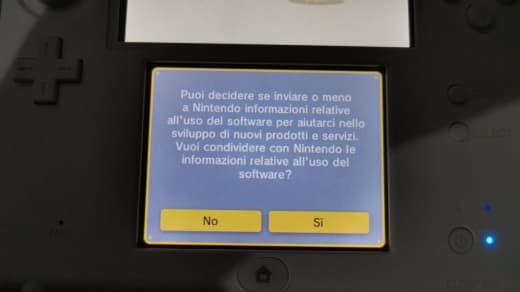 Puoi decidere se inviare o meno
a Nintendo informazioni relative
all'uso del software per aiutarci nello
sviluppo di nuovi prodotti e servizi.
Vuoi condividere con Nintendo le
informazioni relative all'uso del
software?
No
Sì
SELECT